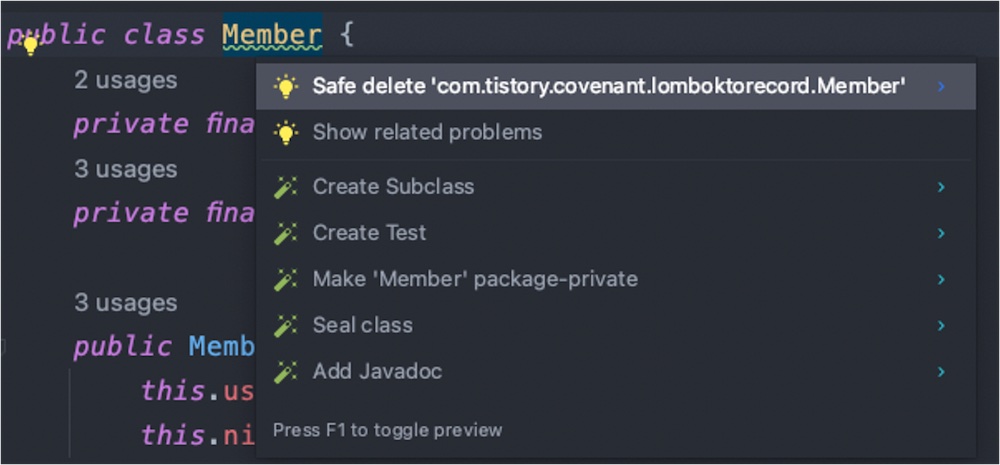 public class Member {
2 usages
private fina
3 usages
private fina
3 usages
public Memb
this.us
this.ni
Safe delete 'com.tistory.covenant.lomboktorecord.Member'
Show related problems
Create Subclass
Create Test
Make 'Member' package-private
Seal class
Add Javadoc
Press F1 to toggle preview